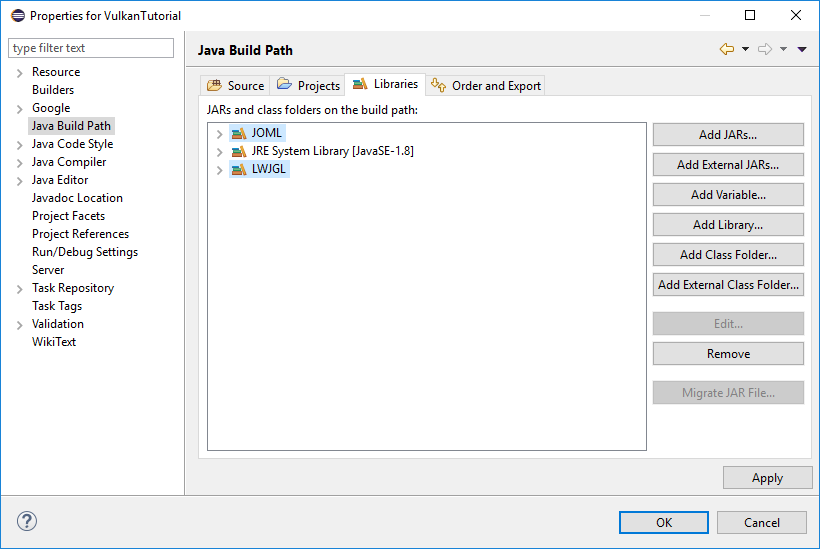 Properties for VulkanTutorial
type filter text
Resource
Builders
Google
Java Build Path
Java Code Style
Java Compiler
Java Editor
Javadoc Location
Project Facets
Project References
Run/Debug Settings
Server
Task Repository
Task Tags
Validation
WikiText
Java Build Path
Source Projects Libraries Order and Export
JARs and class folders on the build path:
JOML
JRE System Library [JavaSE-1.8]
LWJGL
Add JARs...
Add External JARs...
Add Variable...
Add Library...
Add Class Folder...
Add External Class Folder...
Edit...
Remove
Migrate JAR File...
Apply
?
OK Cancel